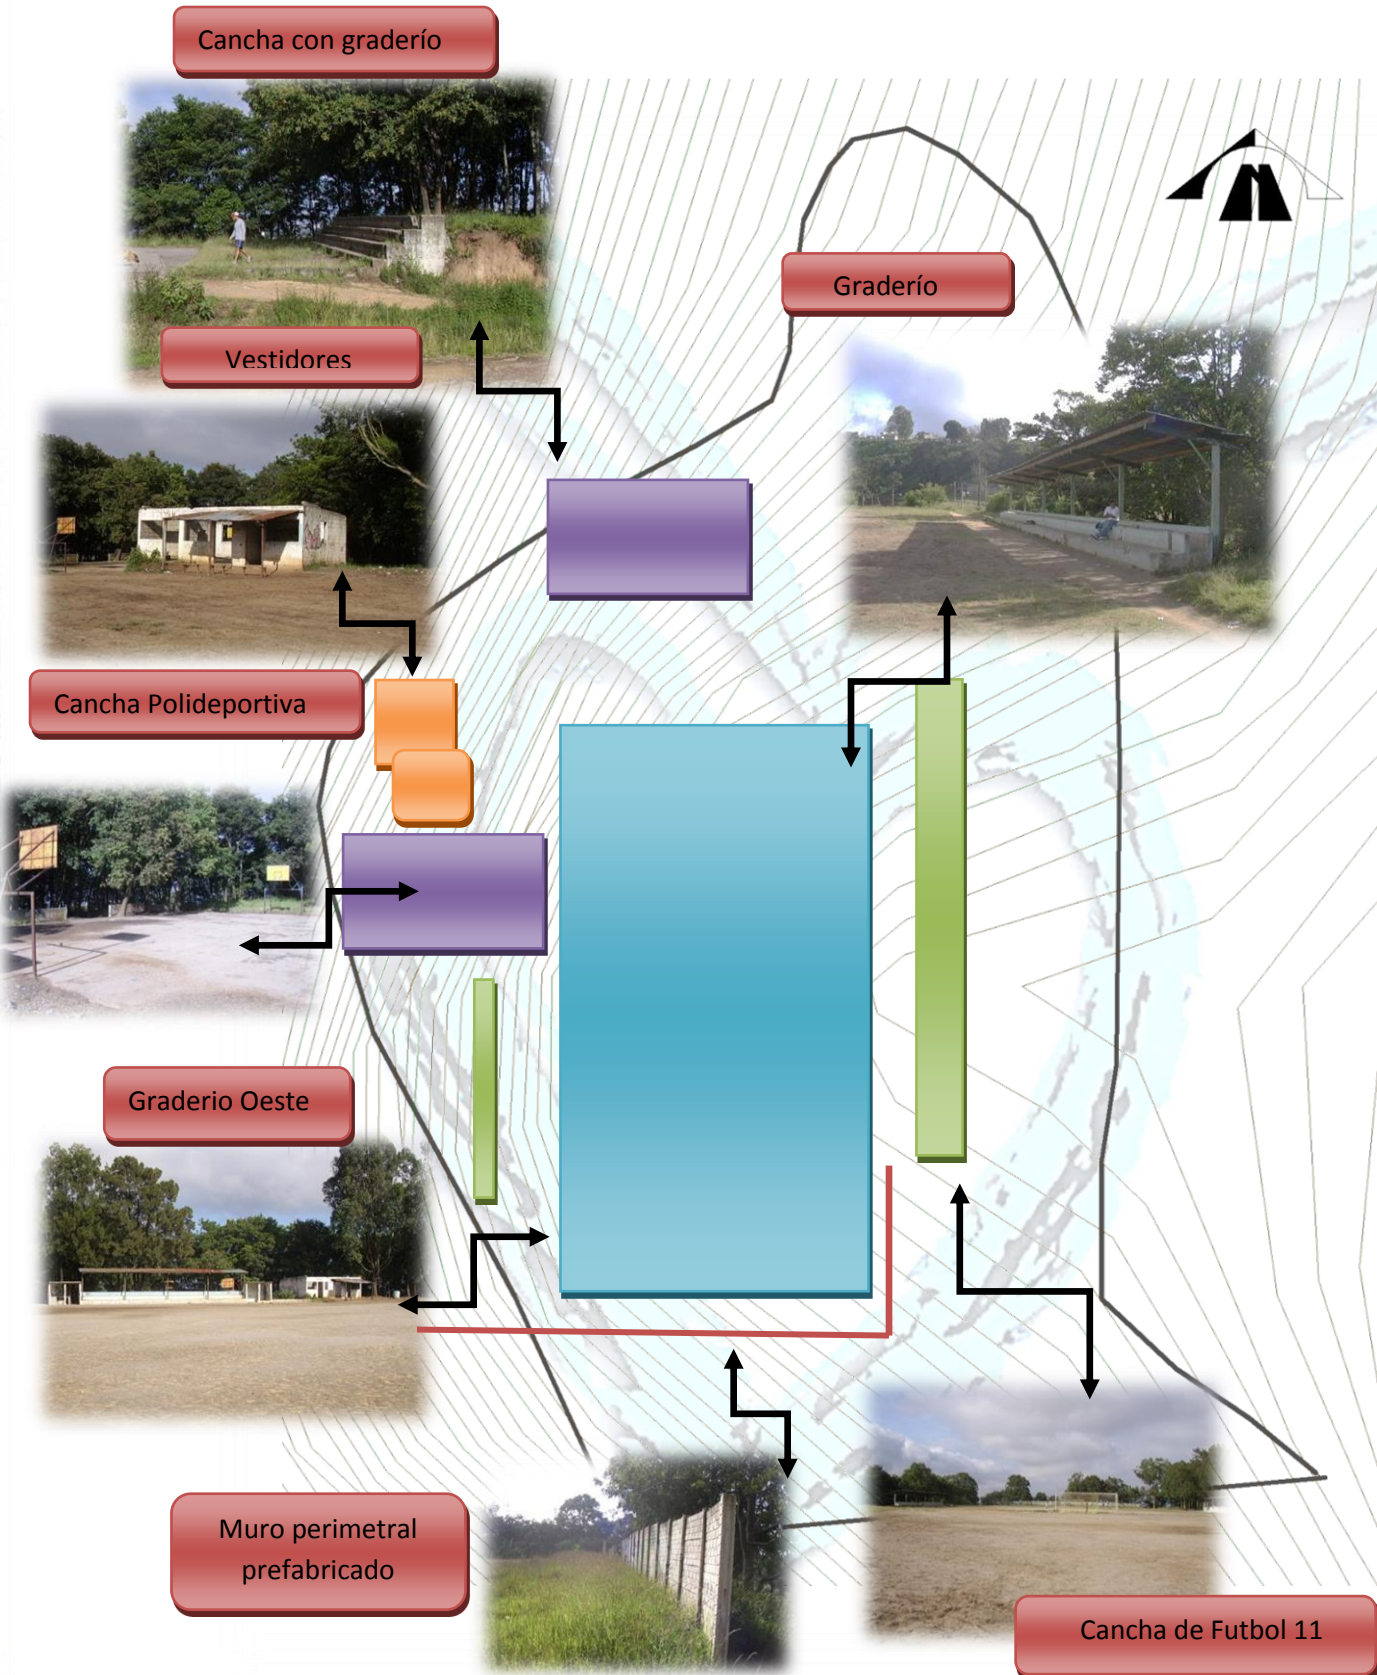 Cancha con graderío
Graderío
Vestidores
Cancha Polideportiva
Graderio Oeste
Muro perimetral
prefabricado
Cancha de Futbol 11